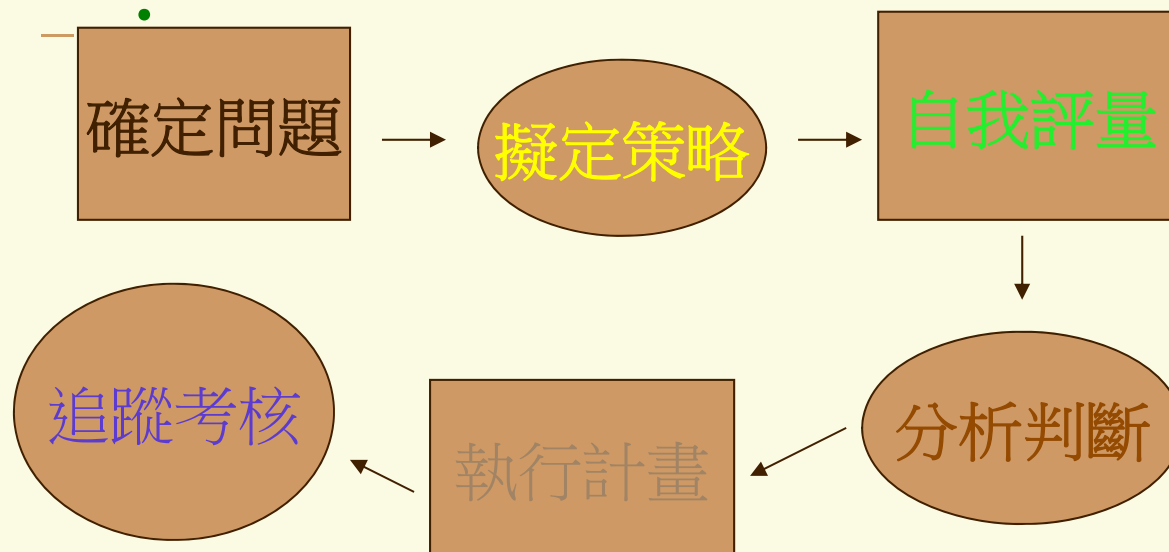 確定問題
擬定策略
自我評量
分析判斷
執行計畫
追蹤考核